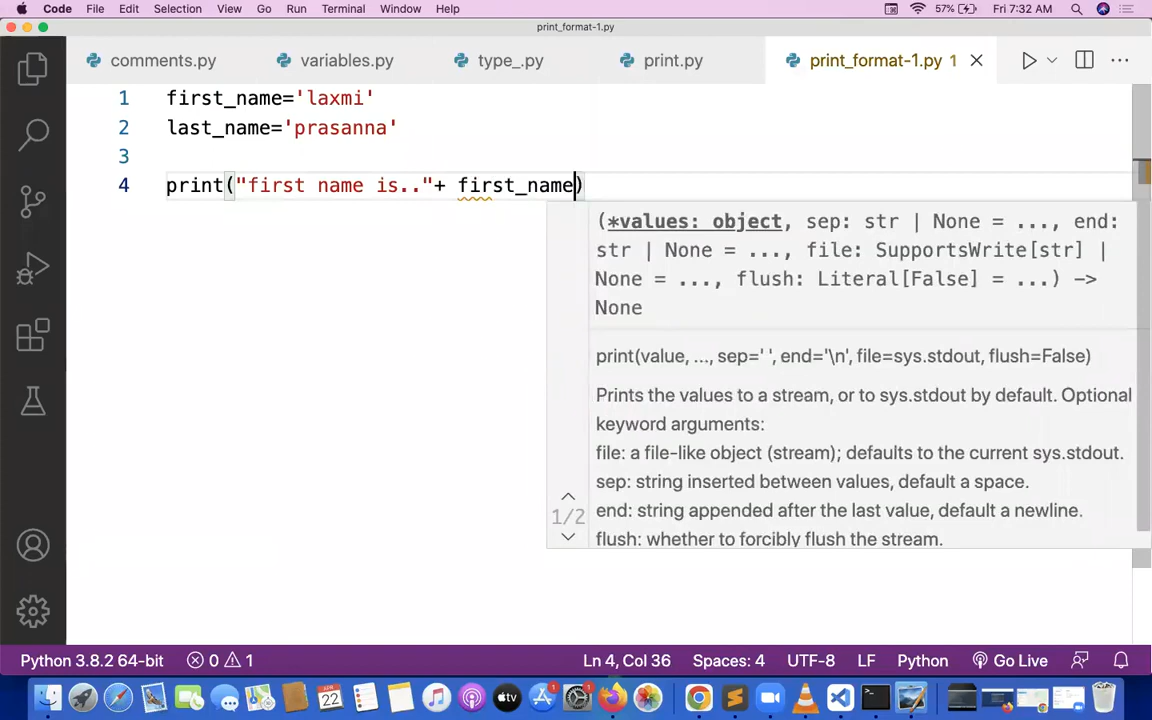 Code File Edit Selection View Go Run Terminal Window Help 57% Fri 7:32 AM
print_format-1.py
comments.py variables.py type_.py print.py print_format-1.py 1
1 first_name='laxmi'
2 last_name='prasanna'
3
4 print("first name is.."+ first_name)
(*values: object, sep: str | None = ..., end:
str | None = ..., file: SupportsWrite[str] |
None = ..., flush: Literal[False] = ...) ->
None
print(value, ..., sep=' ', end='\n', file=sys.stdout, flush=False)
Prints the values to a stream, or to sys.stdout by default. Optional
keyword arguments:
file: a file-like object (stream); defaults to the current sys.stdout.
sep: string inserted between values, default a space.
1/2
end: string appended after the last value, default a newline.
flush: whether to forcibly flush the stream.
Python 3.8.2 64-bit 0 1 Ln 4, Col 36 Spaces: 4 UTF-8 LF Python Go Live
22 tv